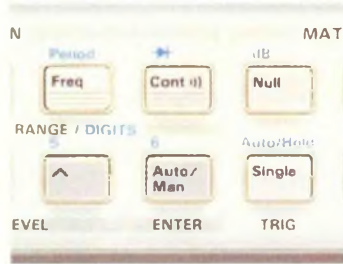 N MAT
Period dB
Freq Cont Null
RANGE / DIGITS
5 6 Auto/Hold
^ Auto/ Single
Man
EVEL ENTER TRIG